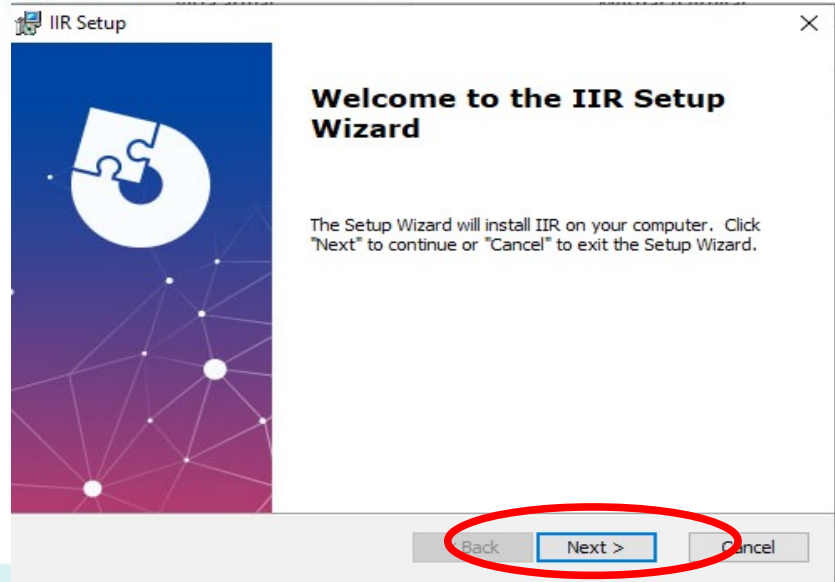 IIR Setup
Welcome to the IIR Setup
Wizard
The Setup Wizard will install IIR on your computer. Click
"Next" to continue or "Cancel" to exit the Setup Wizard.
Back
Next >
Cancel